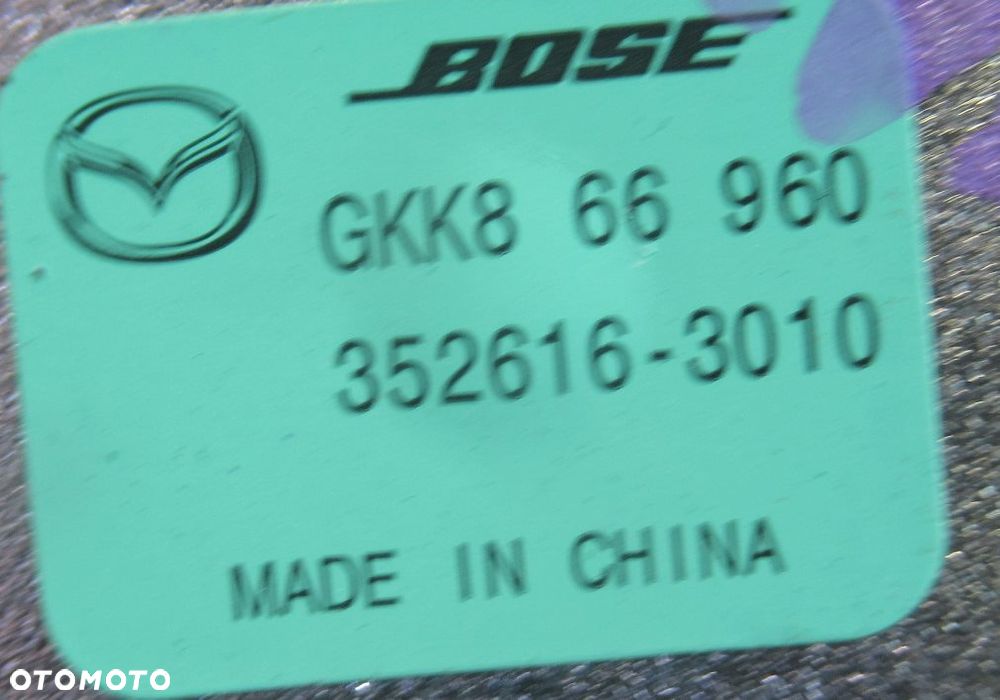 BOSE
GKK8 66 960
352616-3010
MADE IN CHINA
OTOMOTO